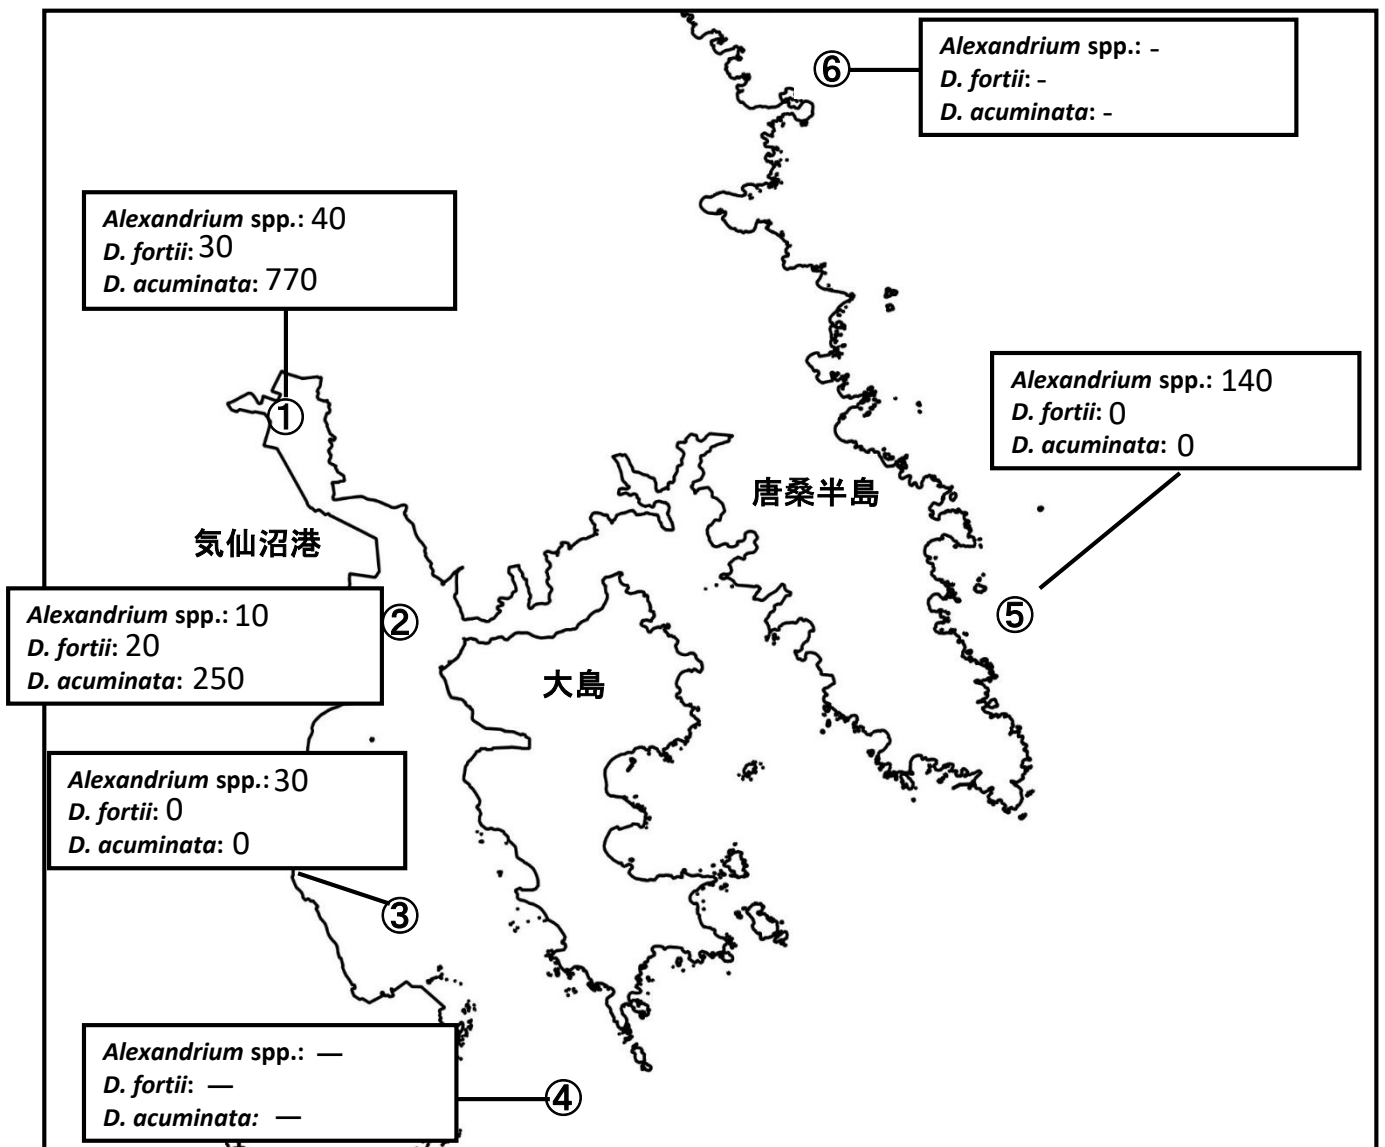 ⑥
Alexandrium spp.: -
D. fortii: -
D. acuminata: -
Alexandrium spp.: 40
D. fortii: 30
D. acuminata: 770
①
Alexandrium spp.: 140
D. fortii: 0
D. acuminata: 0
唐桑半島
気仙沼港
Alexandrium spp.: 10
D. fortii: 20
D. acuminata: 250
②
⑤
大島
Alexandrium spp.: 30
D. fortii: 0
D. acuminata: 0
③
Alexandrium spp.: —
D. fortii: —
D. acuminata: —
④